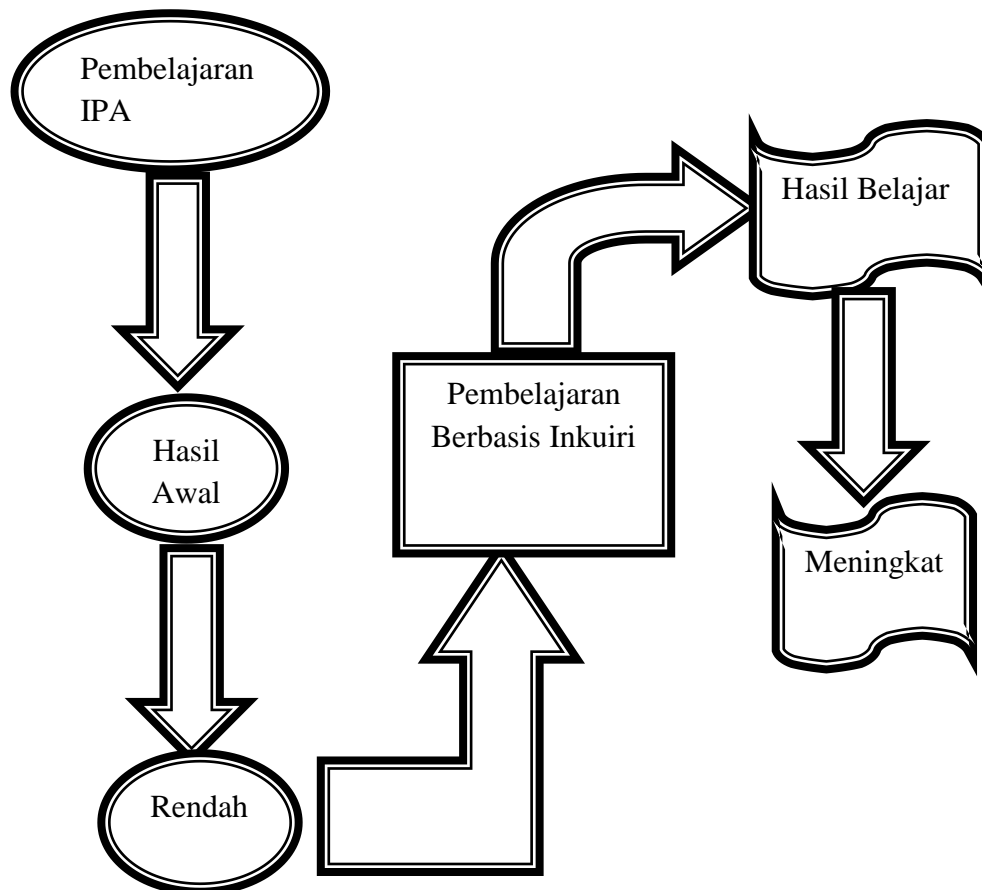 Pembelajaran
IPA
Hasil
Awal
Rendah
Pembelajaran
Berbasis Inkuiri
Hasil Belajar
Meningkat